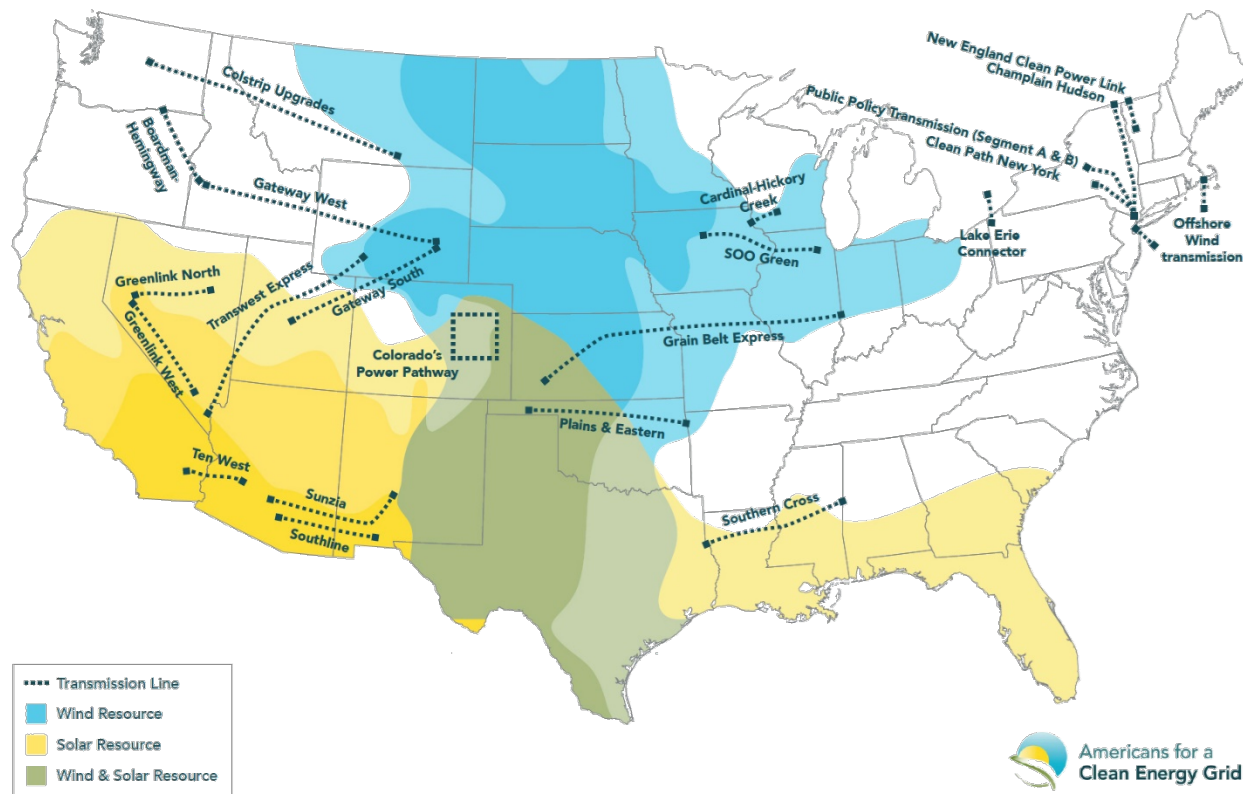 New England Clean Power Link
Champlain Hudson
Public Policy Transmission (Segment A & B)
Clean Path New York
Colstrip Upgrades
Boardman-
Hemingway
Gateway West
Cardinal-Hickory
Creek
SOO Green
Lake Erie
Connector
Offshore
Wind
transmission
Greenlink North
Transwest Express
Gateway South
Greenlink West
Colorado's
Power Pathway
Grain Belt Express
Plains & Eastern
Ten West
Sunzia
Southline
Southern Cross
Transmission Line
Wind Resource
Solar Resource
Wind & Solar Resource
Americans for a
Clean Energy Grid